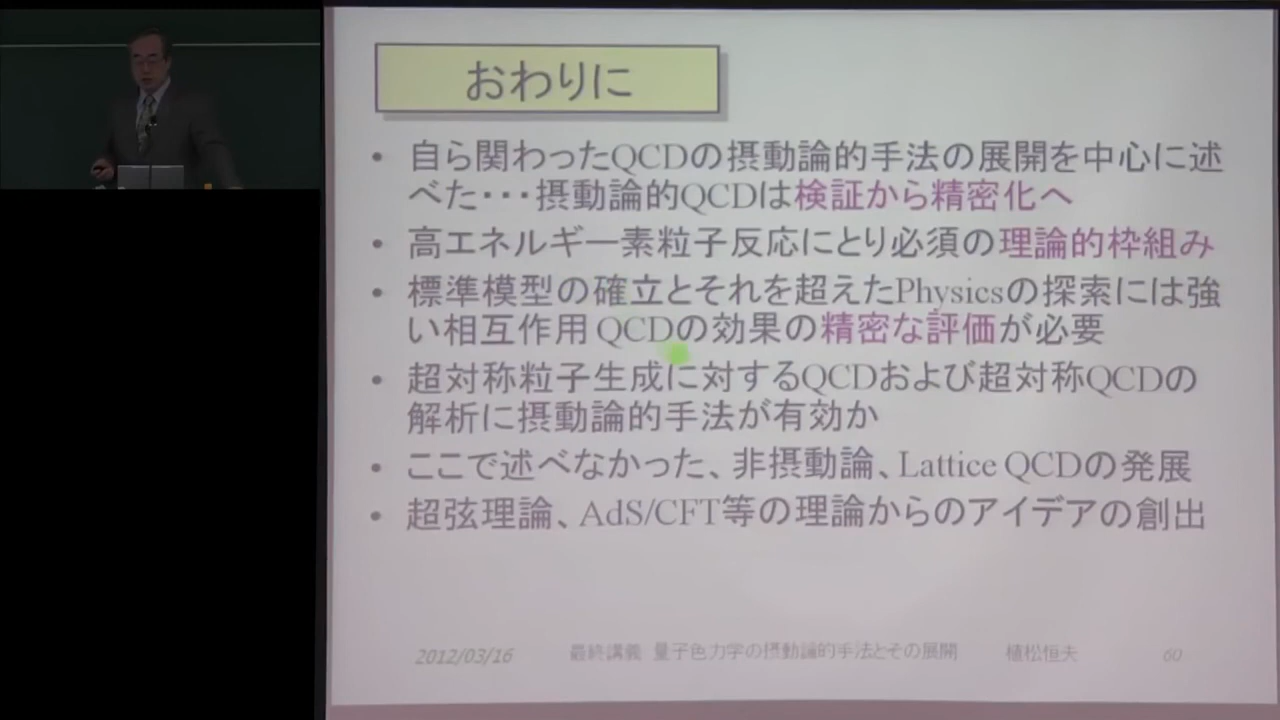 おわりに
• 自ら関わったQCDの摂動論的手法の展開を中心に述
べた・・・摂動論的QCDは検証から精密化へ
• 高エネルギー素粒子反応にとり必須の理論的枠組み
• 標準模型の確立とそれを超えたPhysicsの探索には強
い相互作用 QCDの効果の精密な評価が必要
• 超対称粒子生成に対するQCDおよび超対称QCDの
解析に摂動論的手法が有効か
• ここで述べなかった、非摂動論、Lattice QCDの発展
• 超弦理論、AdS/CFT等の理論からのアイデアの創出
2012/03/16 最終講義 量子色力学の摂動論的手法とその展開 植松恒夫 60